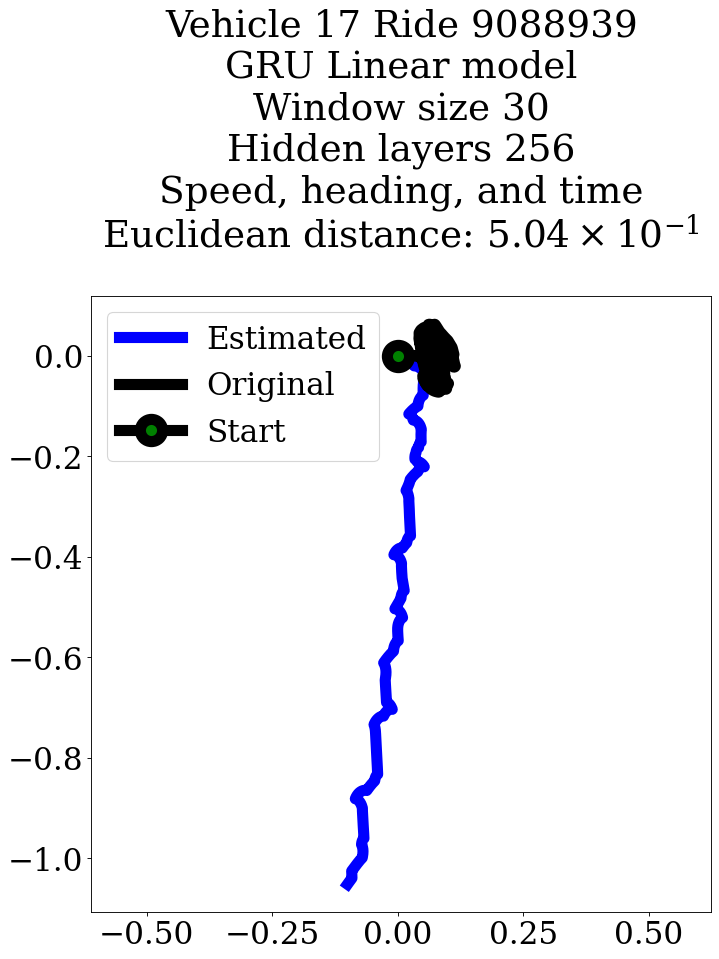 Vehicle 17 Ride 9088939
GRU Linear model
Window size 30
Hidden layers 256
Speed, heading, and time
Euclidean distance: 5.04 × 10⁻¹
Estimated
Original
Start
0.0
−0.2
−0.4
−0.6
−0.8
−1.0
−0.50 −0.25 0.00 0.25 0.50